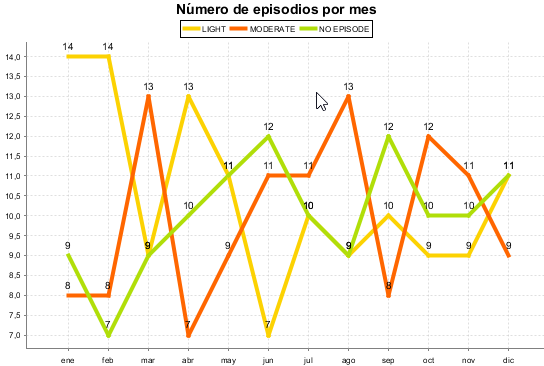 Número de episodios por mes
LIGHT MODERATE NO EPISODE
14,0
13,5
13,0
12,5
12,0
11,5
11,0
10,5
10,0
9,5
9,0
8,5
8,0
7,5
7,0
14 14
13 13 13
12 12 12
11 11 11 11 11 11
10 10 10 10 10
9 9 9 9 9 9 9
8 8 8
7 7 7
ene feb mar abr may jun jul ago sep oct nov dic